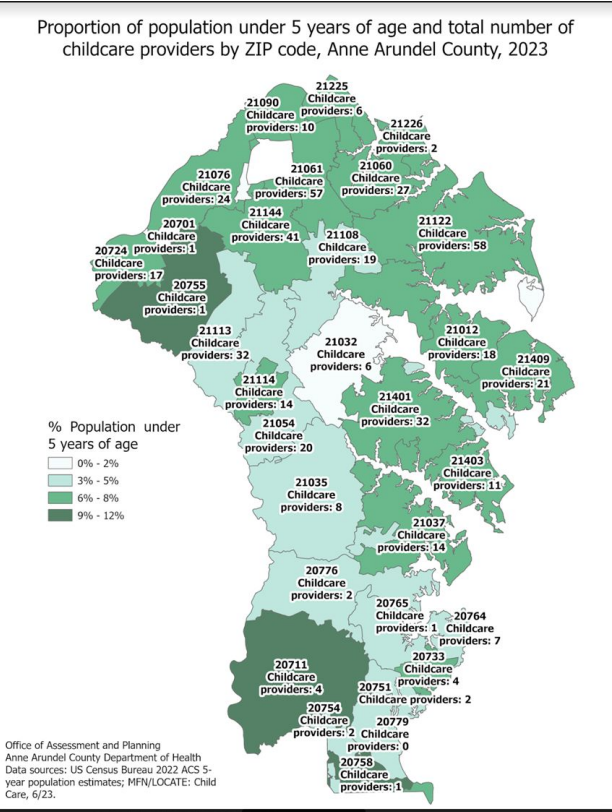 Proportion of population under 5 years of age and total number of
childcare providers by ZIP code, Anne Arundel County, 2023
21225
Childcare
providers: 6
21090
Childcare
providers: 10
21226
Childcare
providers: 2
21076
Childcare
providers: 24
21061
Childcare
providers: 57
21060
Childcare
providers: 27
21144
Childcare
providers: 41
21108
Childcare
providers: 19
21122
Childcare
providers: 58
20701
Childcare
providers: 1
20724
Childcare
providers: 17
20755
Childcare
providers: 1
21113
Childcare
providers: 32
21032
Childcare
providers: 6
21012
Childcare
providers: 18
21409
Childcare
providers: 21
21114
Childcare
providers: 14
21401
Childcare
providers: 32
21054
Childcare
providers: 20
21403
Childcare
providers: 11
21035
Childcare
providers: 8
21037
Childcare
providers: 14
20776
Childcare
providers: 2
20765
Childcare
providers: 1
20764
Childcare
providers: 7
20711
Childcare
providers: 4
20733
Childcare
providers: 4
20751
Childcare providers: 2
20754
Childcare
providers: 2
20779
Childcare
providers: 0
20758
Childcare
providers: 1
% Population under
5 years of age
0% - 2%
3% - 5%
6% - 8%
9% - 12%
Office of Assessment and Planning
Anne Arundel County Department of Health
Data sources: US Census Bureau 2022 ACS 5-
year population estimates; MFN/LOCATE: Child
Care, 6/23.